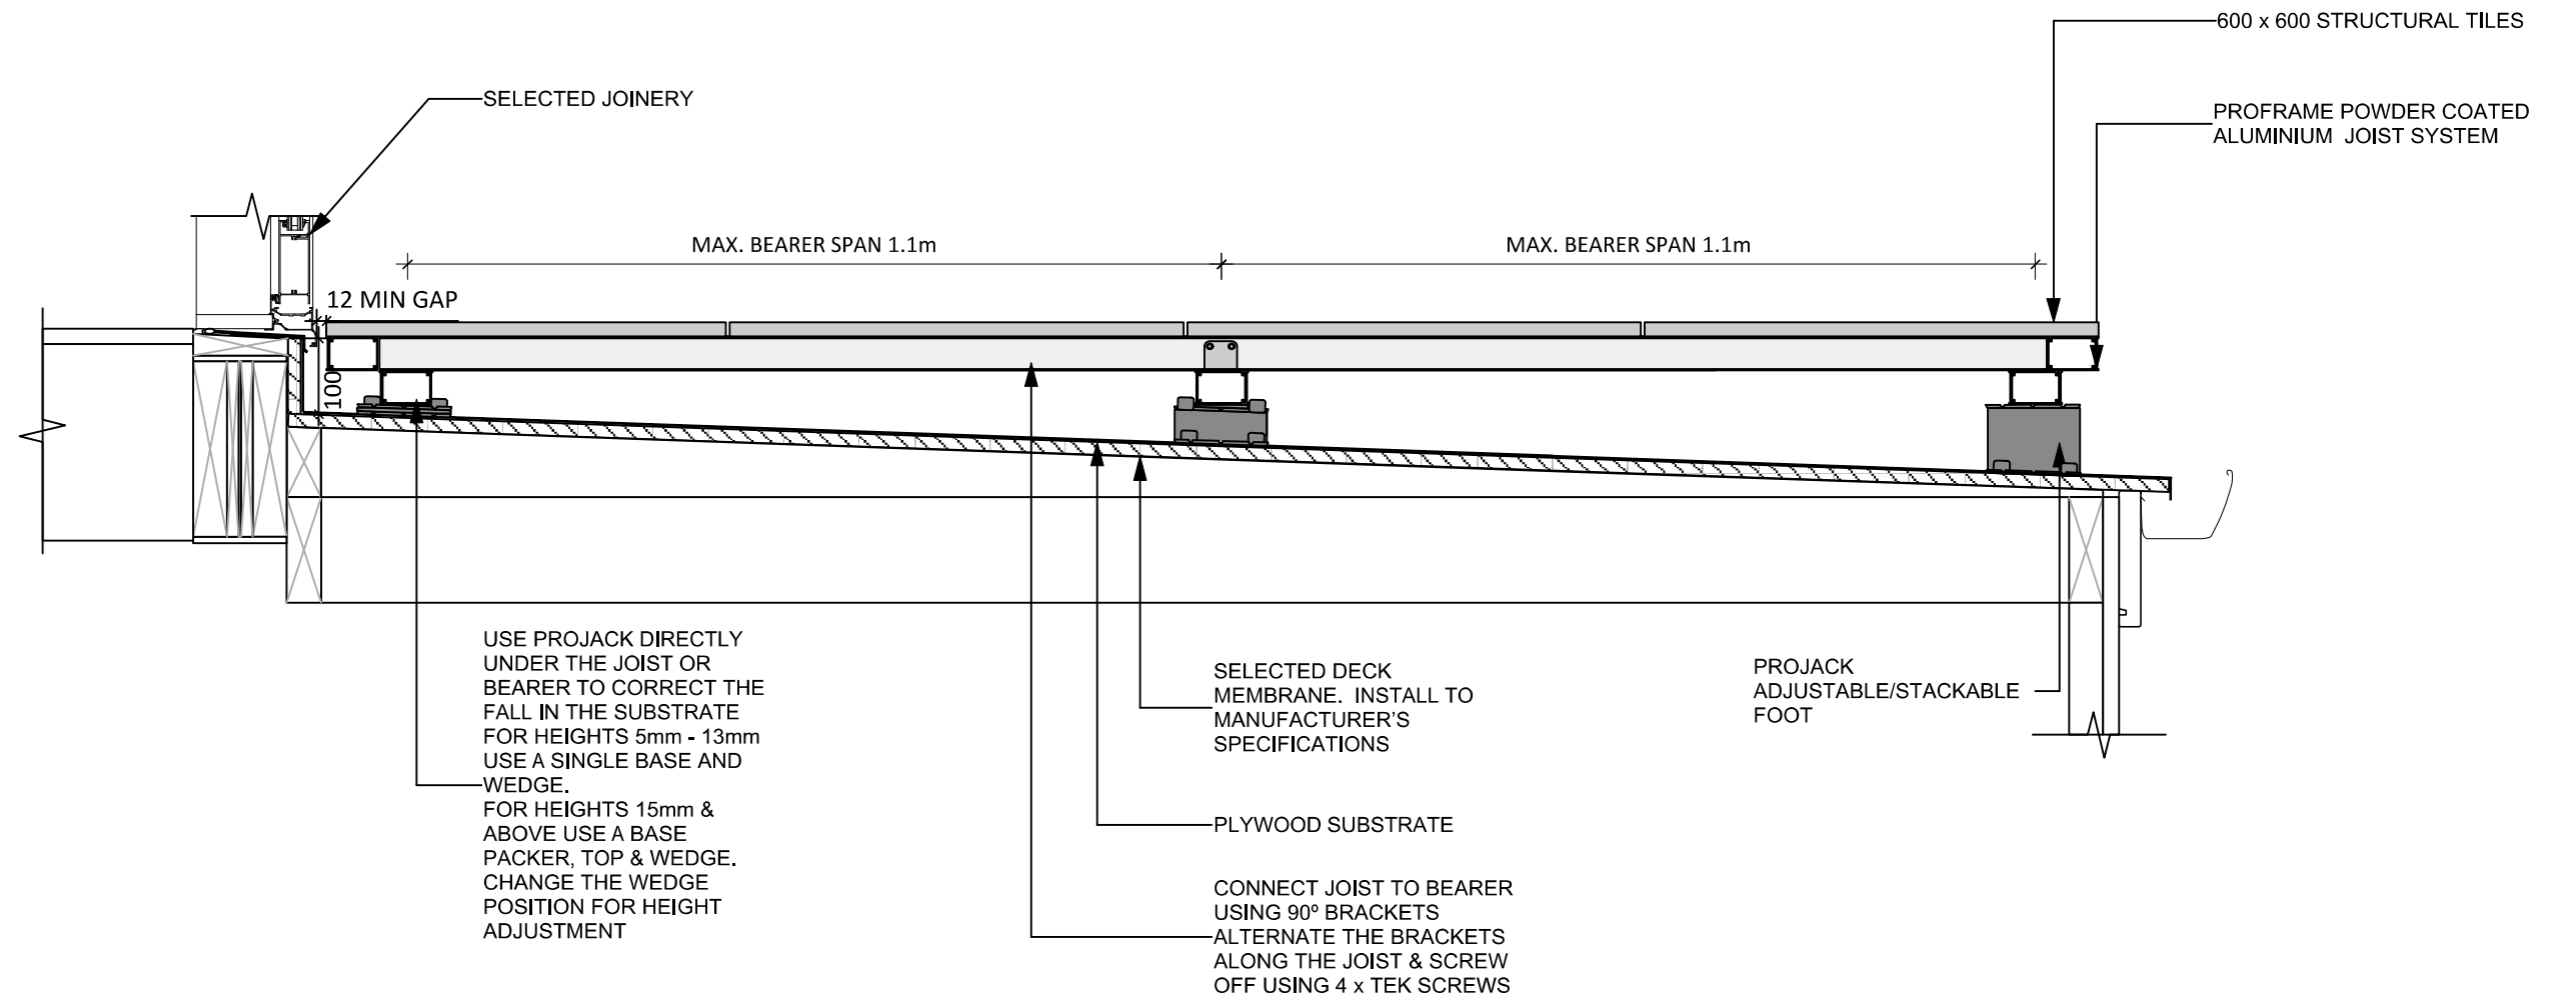 600 x 600 STRUCTURAL TILES
SELECTED JOINERY
PROFRAME POWDER COATED
ALUMINIUM JOIST SYSTEM
MAX. BEARER SPAN 1.1m
MAX. BEARER SPAN 1.1m
12 MIN GAP
100
USE PROJACK DIRECTLY
UNDER THE JOIST OR
BEARER TO CORRECT THE
FALL IN THE SUBSTRATE
FOR HEIGHTS 5mm - 13mm
USE A SINGLE BASE AND
WEDGE.
FOR HEIGHTS 15mm &
ABOVE USE A BASE
PACKER, TOP & WEDGE.
CHANGE THE WEDGE
POSITION FOR HEIGHT
ADJUSTMENT
SELECTED DECK
MEMBRANE. INSTALL TO
MANUFACTURER'S
SPECIFICATIONS
PLYWOOD SUBSTRATE
CONNECT JOIST TO BEARER
USING 90º BRACKETS
ALTERNATE THE BRACKETS
ALONG THE JOIST & SCREW
OFF USING 4 x TEK SCREWS
PROJACK
ADJUSTABLE/STACKABLE
FOOT